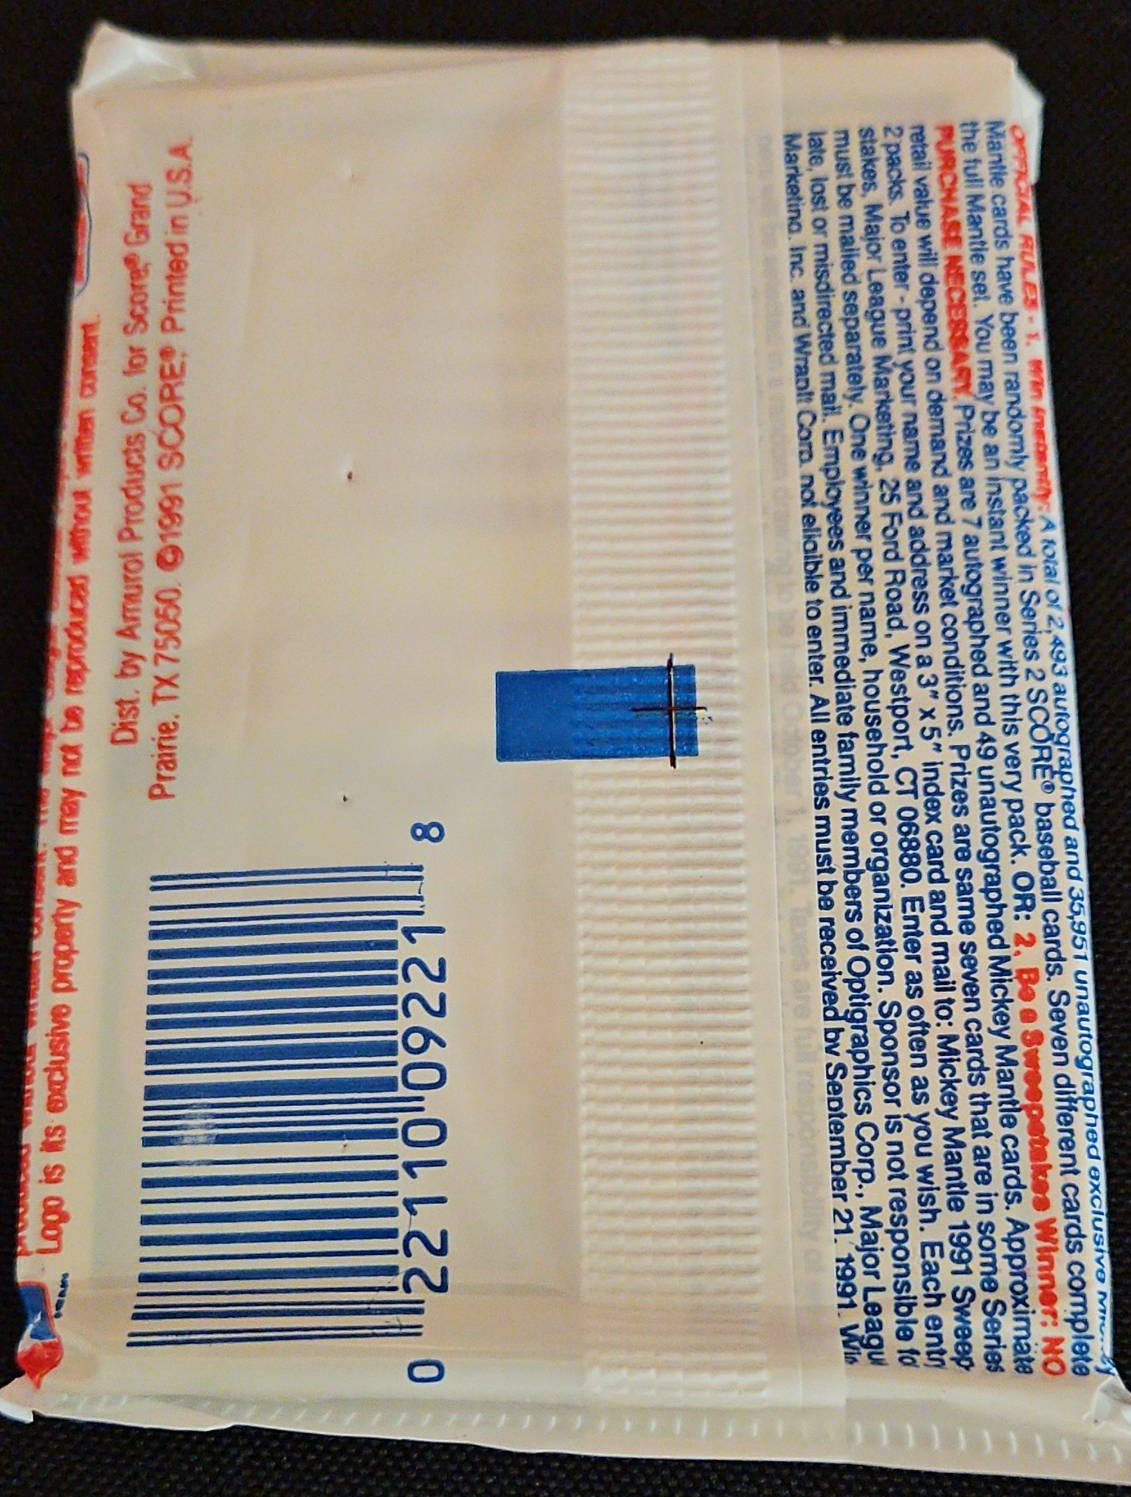 OFFICIAL RULES - 1. Win Instantly: A total of 2,493 autographed and 35,951 unautographed exclusive
Mantle cards have been randomly packed in Series 2 SCORE® baseball cards. Seven different cards complete
the full Mantle set. You may be an instant winner with this very pack. OR: 2. Be a Sweepstakes Winner: NO
PURCHASE NECESSARY. Prizes are 7 autographed and 49 unautographed Mickey Mantle cards. Approximate
retail value will depend on demand and market conditions. Prizes are same seven cards that are in some Series
2 packs. To enter - print your name and address on a 3" x 5" index card and mail to: Mickey Mantle 1991 Sweep
stakes, Major League Marketing, 25 Ford Road, Westport, CT 06880. Enter as often as you wish. Each entr
must be mailed separately. One winner per name, household or organization. Sponsor is not responsible fo
late, lost or misdirected mail. Employees and immediate family members of Optigraphics Corp., Major Leagu
Marketing, Inc. and Wrapit Corp. not eligible to enter. All entries must be received by September 21, 1991.
Logo is its exclusive property and may not be reproduced without written consent.
Dist. by Amurol Products Co. for Score,® Grand
Prairie, TX 75050. ©1991 SCORE,® Printed in U.S.A.
0 22110 09221 8